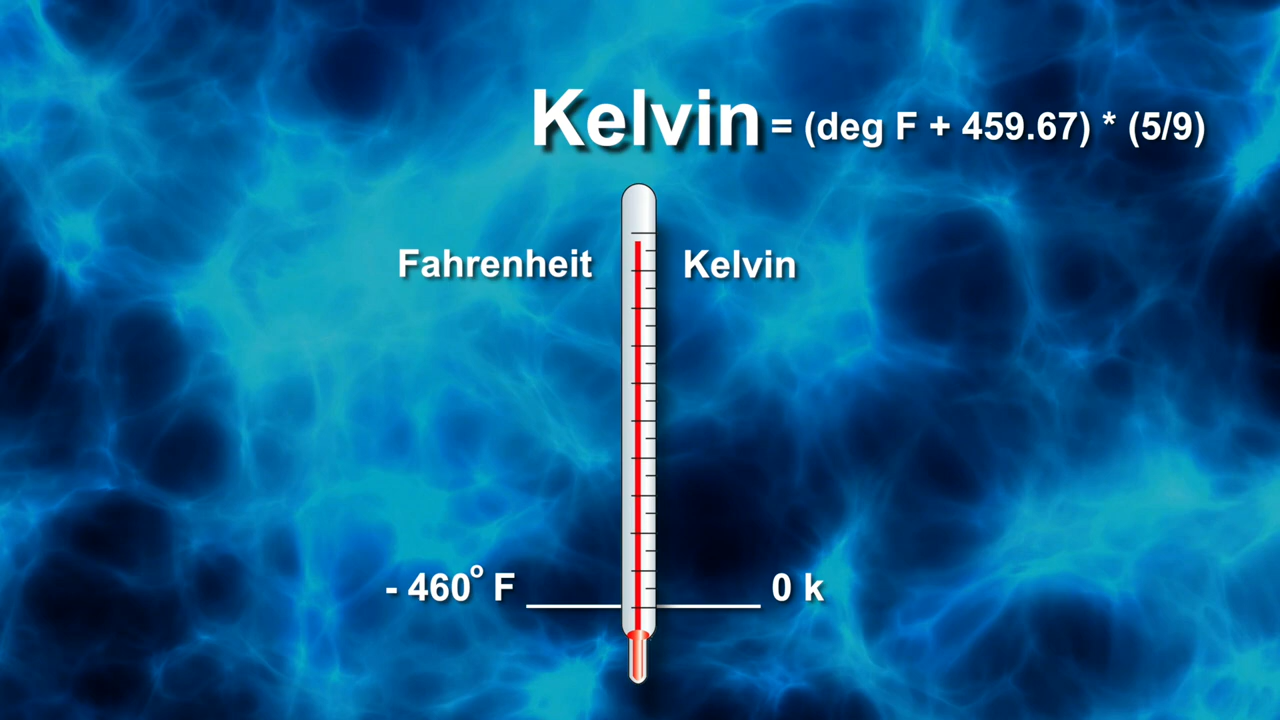 Kelvin = (deg F + 459.67) * (5/9)
Fahrenheit Kelvin
- 460° F 0 k